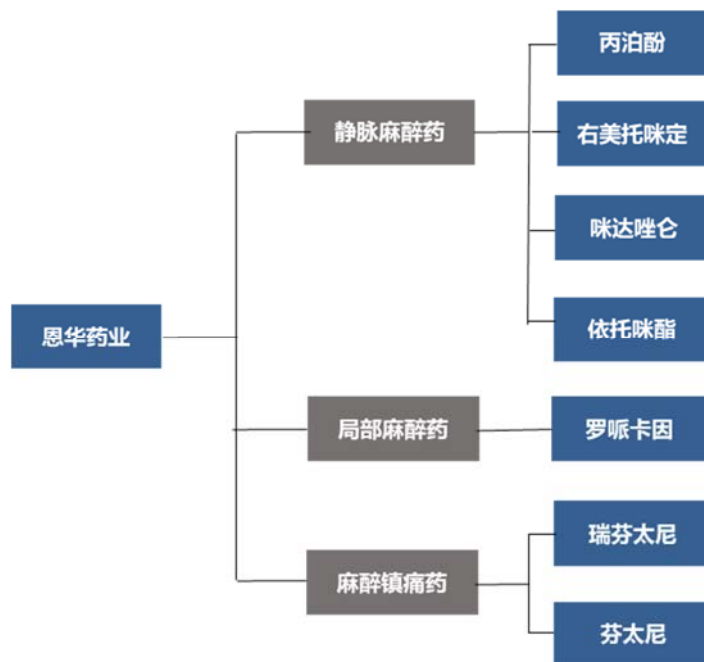 恩华药业
静脉麻醉药
丙泊酚
右美托咪定
咪达唑仑
依托咪酯
局部麻醉药
罗哌卡因
麻醉镇痛药
瑞芬太尼
芬太尼